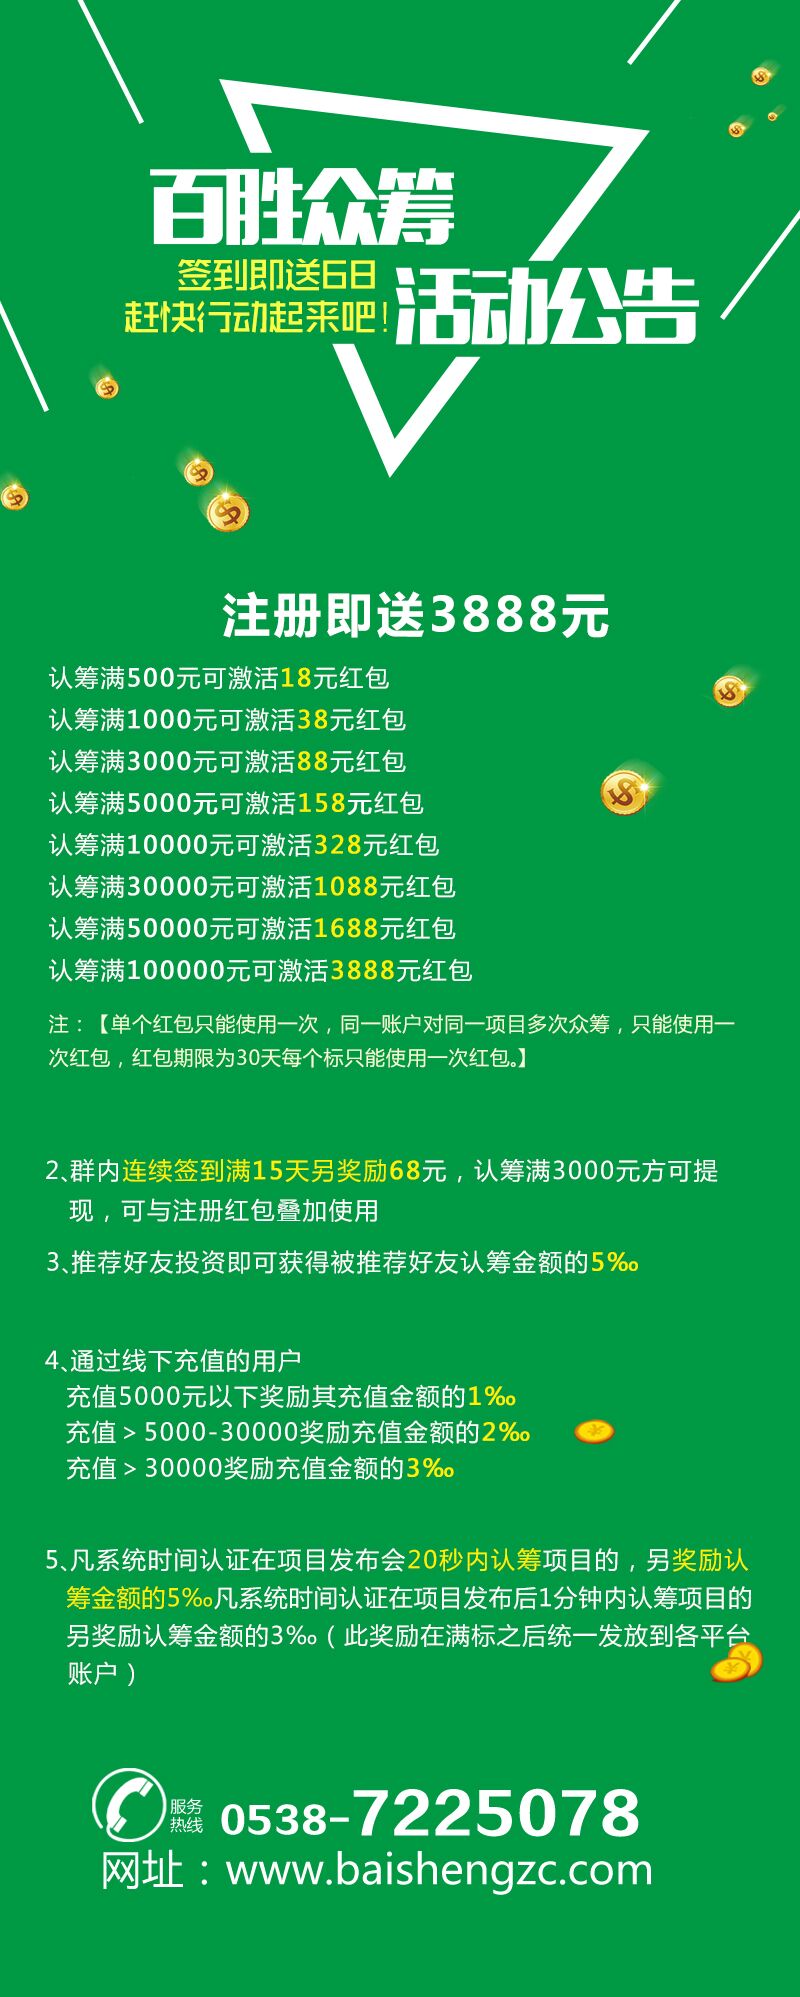 百胜众筹
签到即送68
赶快行动起来吧！活动公告
注册即送3888元
认筹满500元可激活18元红包
认筹满1000元可激活38元红包
认筹满3000元可激活88元红包
认筹满5000元可激活158元红包
认筹满10000元可激活328元红包
认筹满30000元可激活1088元红包
认筹满50000元可激活1688元红包
认筹满100000元可激活3888元红包
注：【单个红包只能使用一次，同一账户对同一项目多次众筹，只能使用一
次红包，红包期限为30天每个标只能使用一次红包。】
2、群内连续签到满15天另奖励68元，认筹满3000元方可提
现，可与注册红包叠加使用
3、推荐好友投资即可获得被推荐好友认筹金额的5‰
4、通过线下充值的用户
充值5000元以下奖励其充值金额的1‰
充值＞5000-30000奖励充值金额的2‰
充值＞30000奖励充值金额的3‰
5、凡系统时间认证在项目发布会20秒内认筹项目的，另奖励认
筹金额的5‰凡系统时间认证在项目发布后1分钟内认筹项目的
另奖励认筹金额的3‰（此奖励在满标之后统一发放到各平台
账户）
服务
热线 0538-7225078
网址：www.baishengzc.com